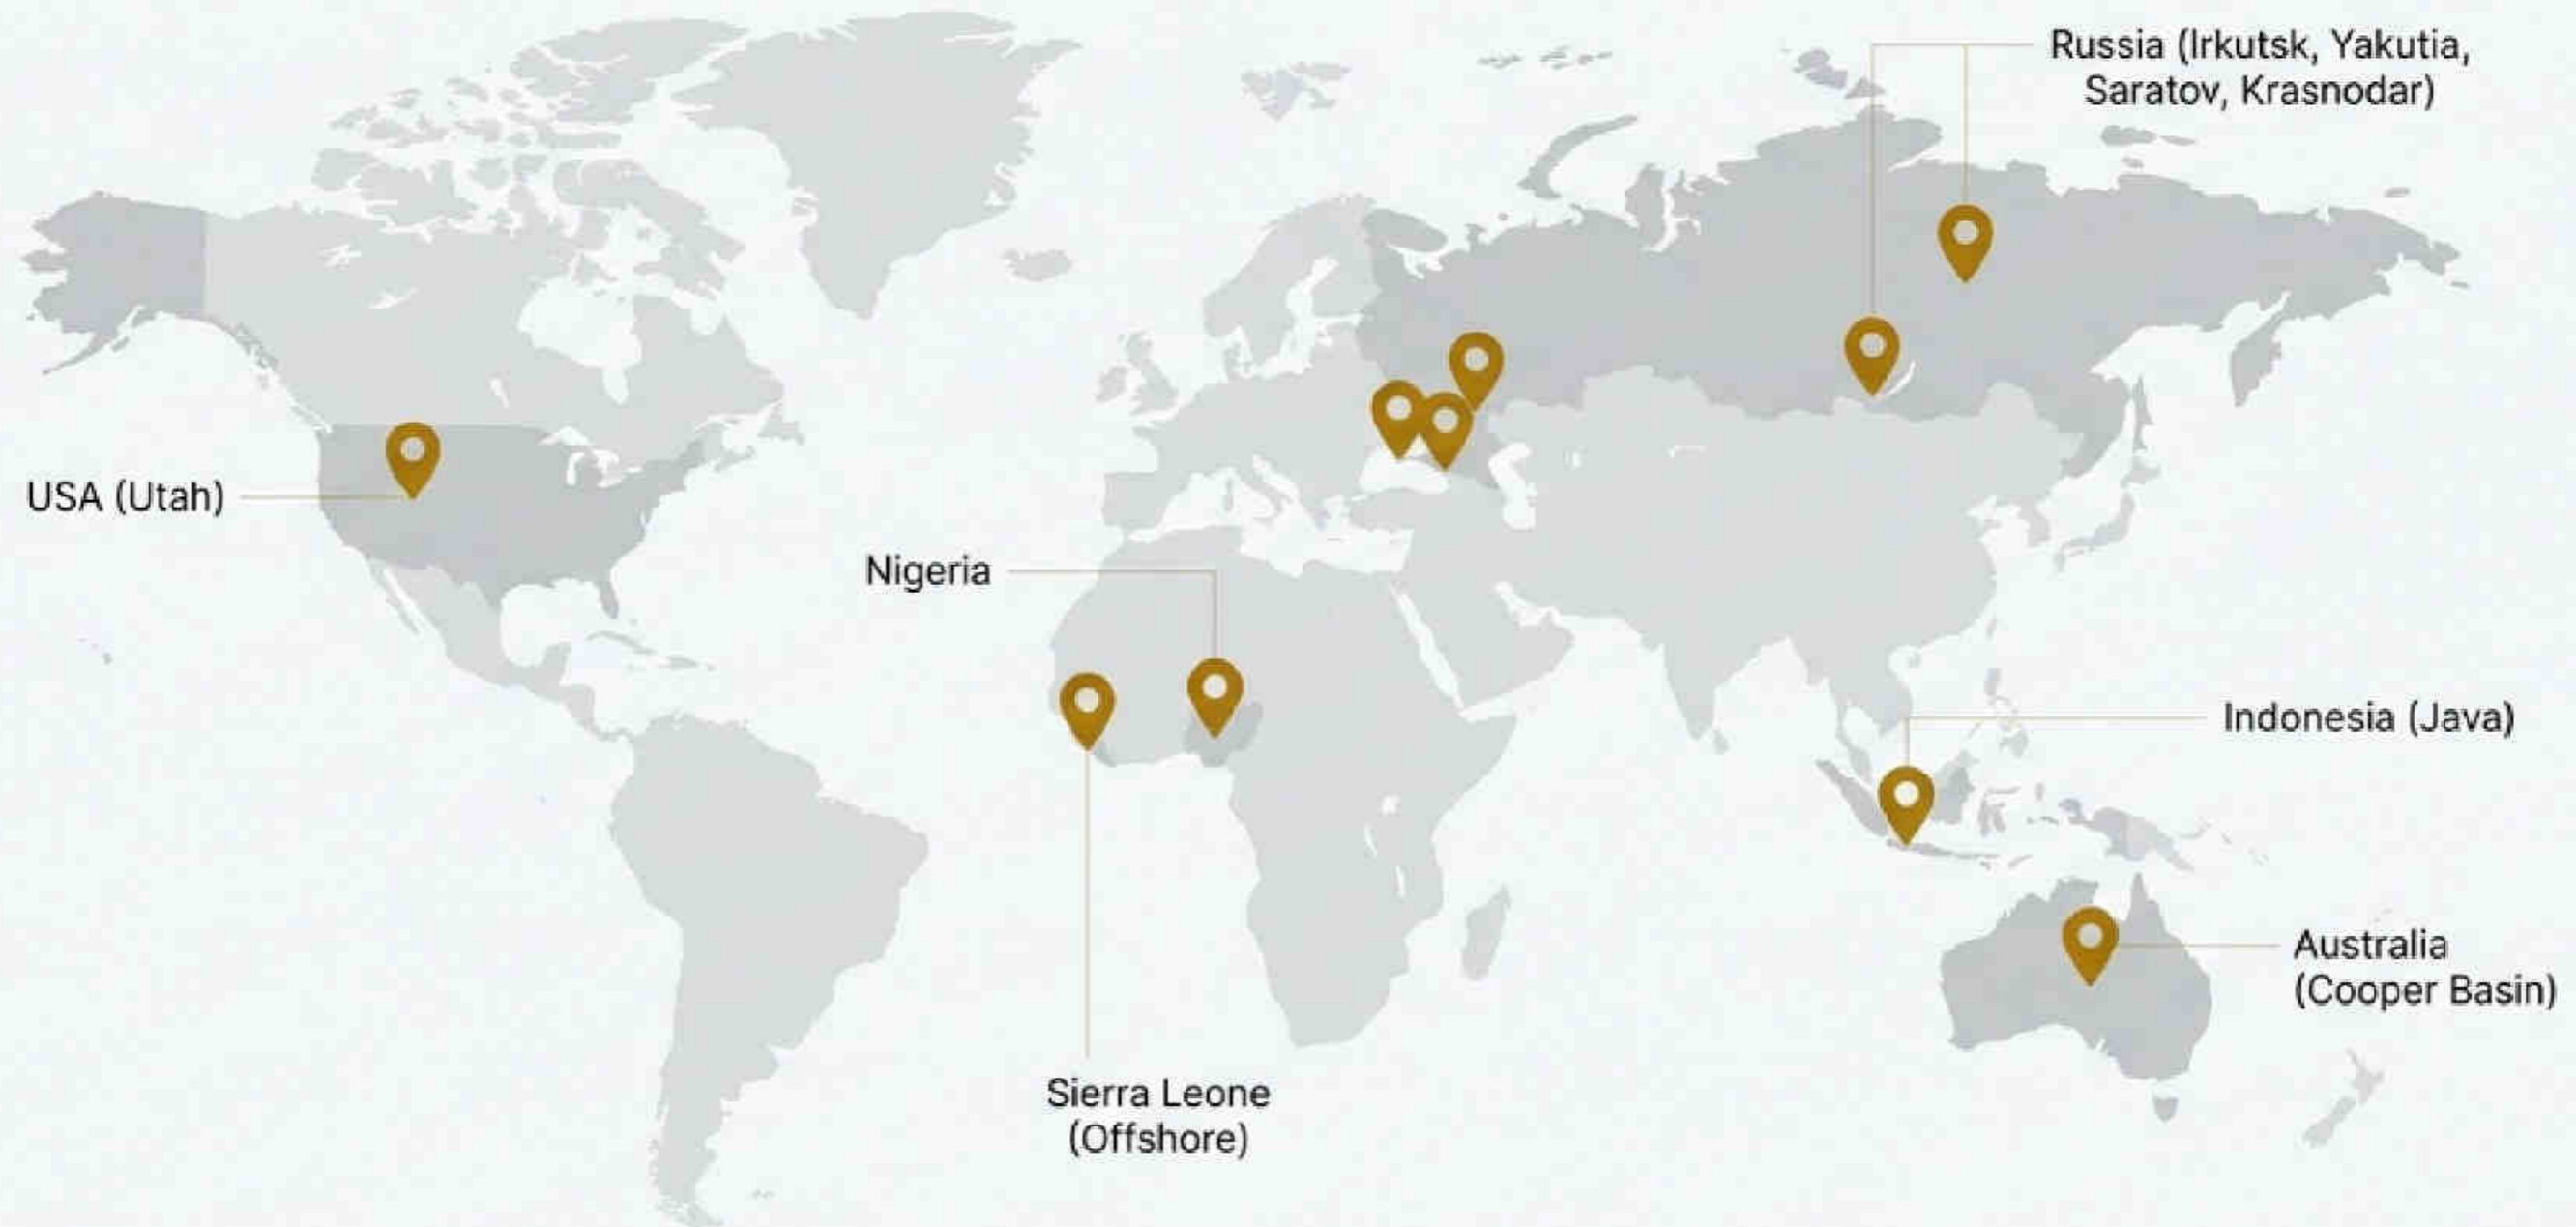 Russia (Irkutsk, Yakutia,
Saratov, Krasnodar)
USA (Utah)
Nigeria
Indonesia (Java)
Australia
(Cooper Basin)
Sierra Leone
(Offshore)